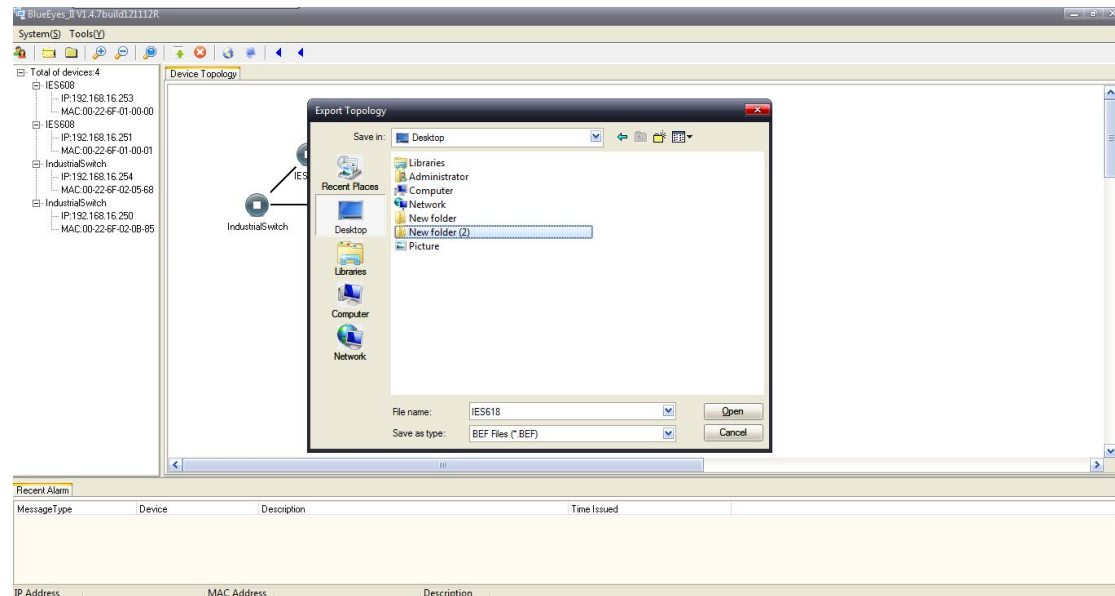 BlueEyes_II V1.4.7build121112R
System(S) Tools(Y)
Total of devices:4
IES608
IP:192.168.16.253
MAC:00-22-6F-01-00-00
IES608
IP:192.168.16.251
MAC:00-22-6F-01-00-01
IndustrialSwitch
IP:192.168.16.254
MAC:00-22-6F-02-05-68
IndustrialSwitch
IP:192.168.16.250
MAC:00-22-6F-02-0B-85
Device Topology
IES
IndustrialSwitch
Export Topology
Save in: Desktop
Recent Places
Desktop
Libraries
Computer
Network
Libraries
Administrator
Computer
Network
New folder
New folder (2)
Picture
File name: IES618 Open
Save as type: BEF Files (*.BEF) Cancel
Recent Alarm
MessageType Device Description Time Issued
IP Address MAC Address Description